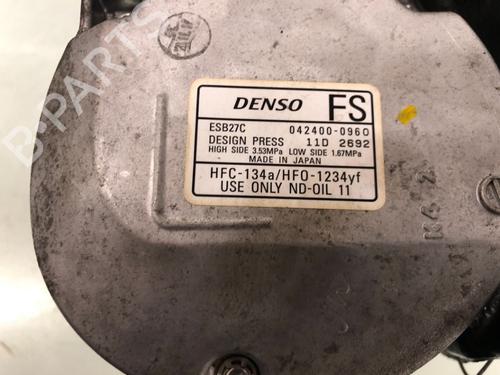 DENSO FS
ESB27C 042400-0960
DESIGN PRESS 11D 2692
HIGH SIDE 3.53MPa LOW SIDE 1.67MPa
MADE IN JAPAN
HFC-134a/HFO-1234yf
USE ONLY ND-OIL 11
B-PARTS